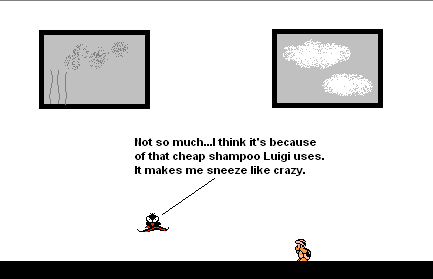 Not so much...I think it's because
of that cheap shampoo Luigi uses.
It makes me sneeze like crazy.